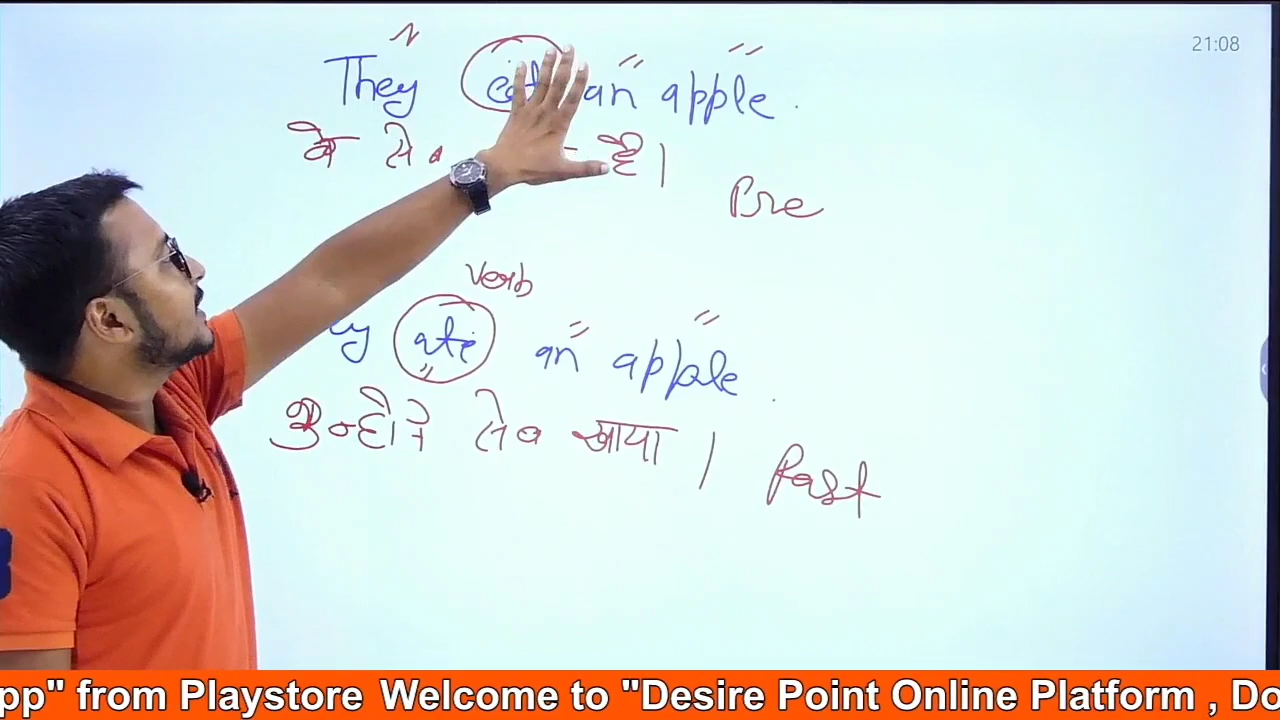 21:08
They eat an apple.
वे सेब है।
Pre
verb
ate an apple.
उन्होंने सेब खाया।
Past
pp" from Playstore Welcome to "Desire Point Online Platform , Do